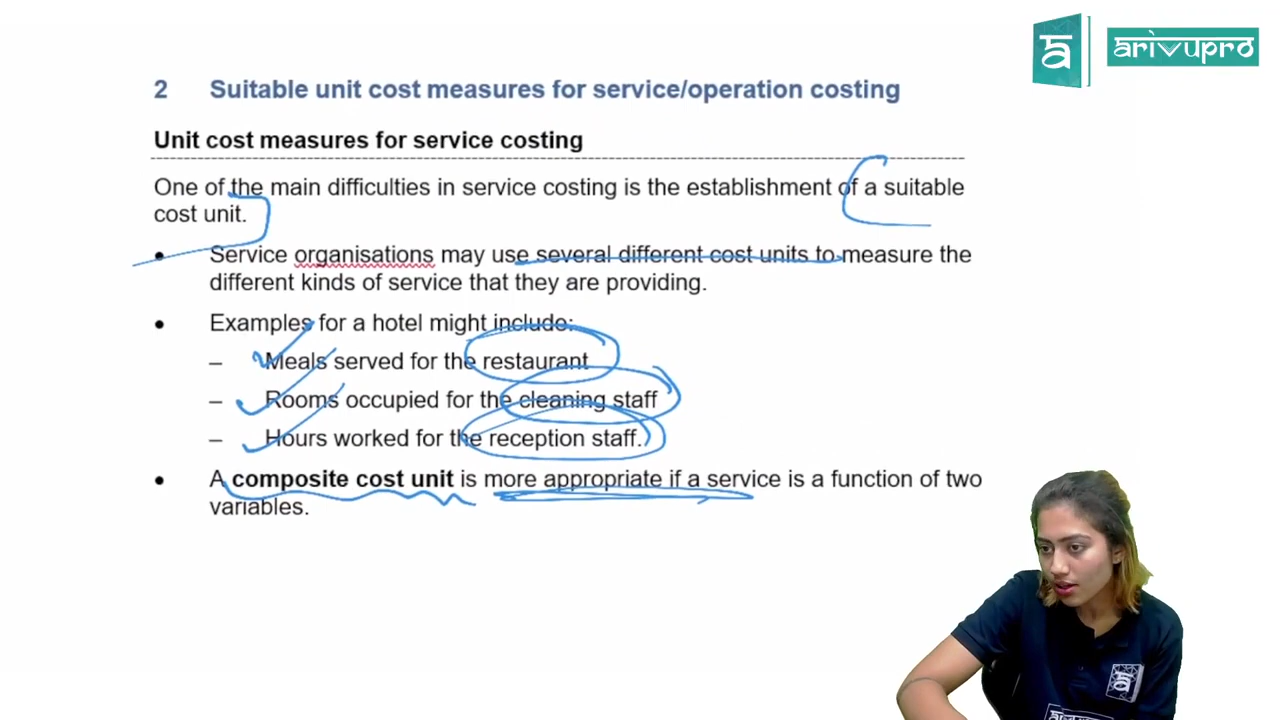 arivupro
2 Suitable unit cost measures for service/operation costing
Unit cost measures for service costing
One of the main difficulties in service costing is the establishment of a suitable
cost unit.
• Service organisations may use several different cost units to measure the
different kinds of service that they are providing.
• Examples for a hotel might include:
– Meals served for the restaurant
– Rooms occupied for the cleaning staff
– Hours worked for the reception staff.
• A composite cost unit is more appropriate if a service is a function of two
variables.